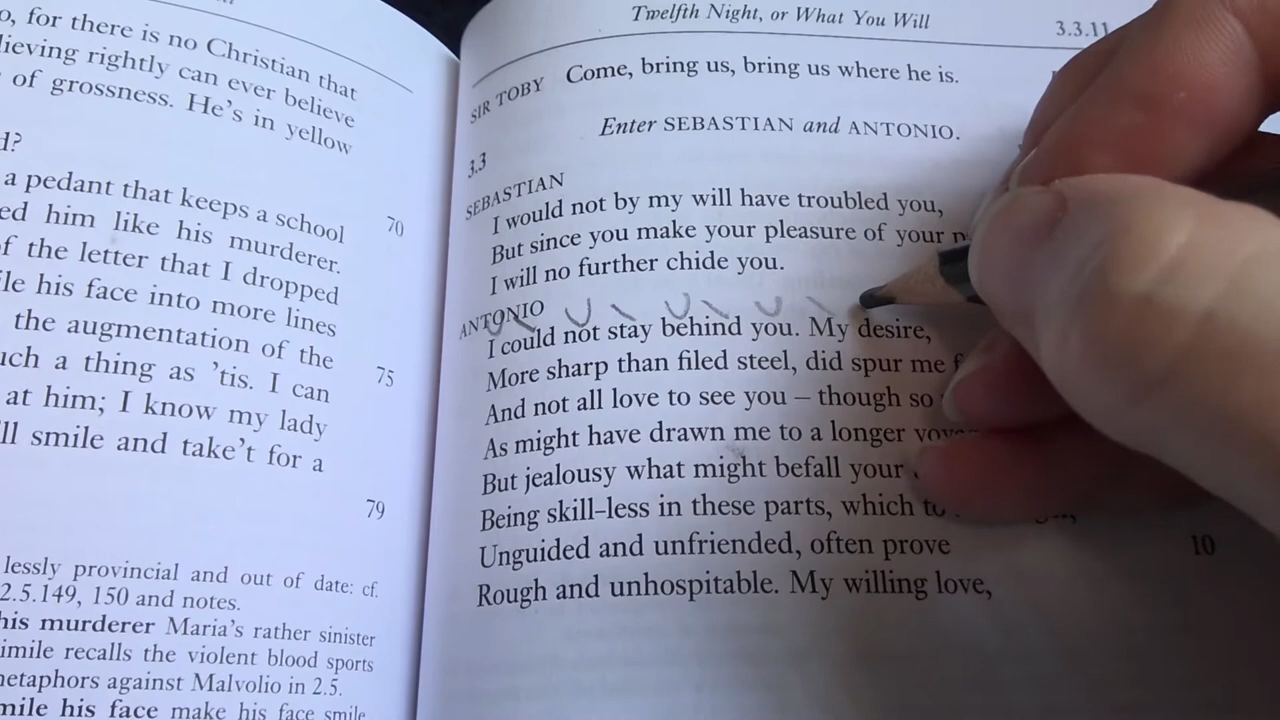 for there is no Christian that
lieving rightly can ever believe
of grossness. He's in yellow
a pedant that keeps a school
70
him like his murderer.
the letter that I dropped
his face into more lines
the augmentation of the
such a thing as 'tis. I can
75
at him; I know my lady
smile and take't for a
79
lessly provincial and out of date: cf.
2.5.149, 150 and notes.
his murderer Maria's rather sinister
simile recalls the violent blood sports
metaphors against Malvolio in 2.5.
smile his face make his face smile
Twelfth Night, or What You Will
3.3.11
SIR TOBY Come, bring us, bring us where he is.
Enter SEBASTIAN and ANTONIO.
3.3
SEBASTIAN
I would not by my will have troubled you,
But since you make your pleasure of your
I will no further chide you.
ANTONIO
I could not stay behind you. My desire,
More sharp than filed steel, did spur me
And not all love to see you – though so
As might have drawn me to a longer
But jealousy what might befall your
Being skill-less in these parts, which to
Unguided and unfriended, often prove
10
Rough and unhospitable. My willing love,